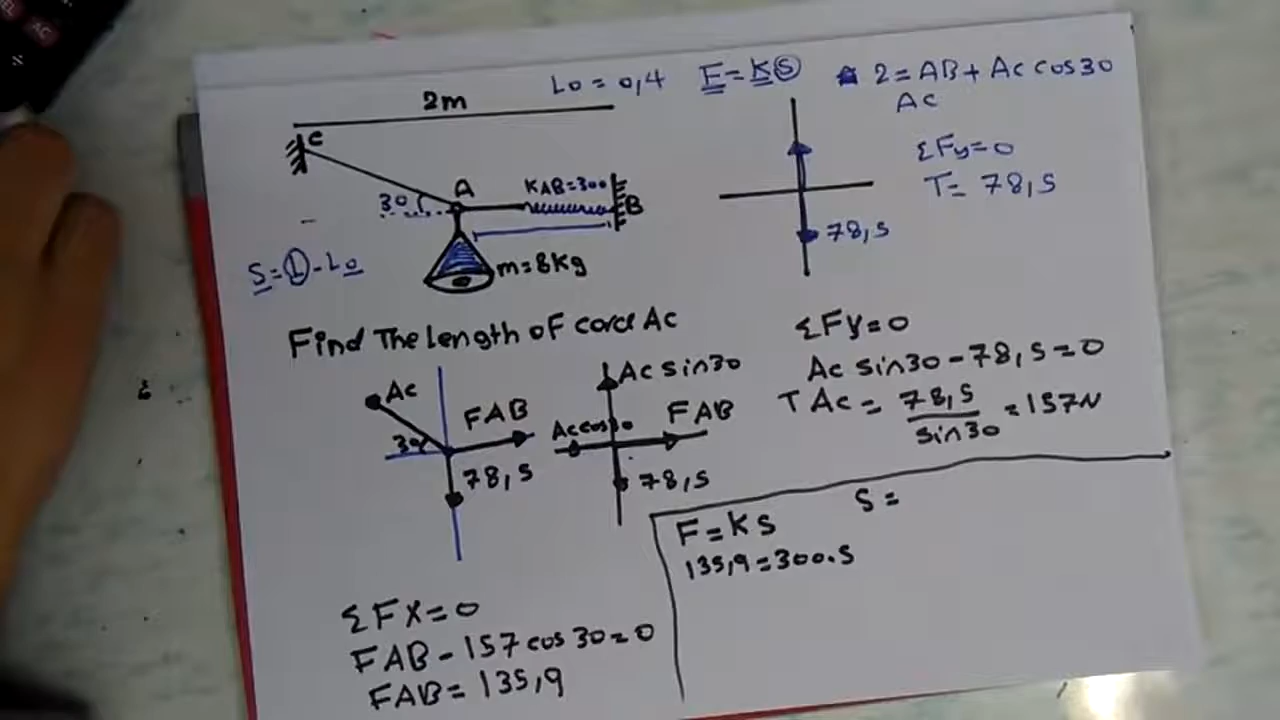 Lo = 0,4 F=KS 2 = AB + Ac cos 30
Ac
2m
C
A
KAB=300
B
30
m=8kg
S=L-Lo
ΣFy=0
T= 78,5
78,5
Find The length of cord Ac
Ac
FAB
30
78,5
Ac sin30
FAB
Ac cos30
78,5
ΣFy=0
Ac sin30 - 78,5=0
TAc = 78,5/sin30 = 157N
ΣFX=0
FAB - 157 cos 30=0
FAB= 135,9
F=KS
135,9=300.S
S=
AC
÷